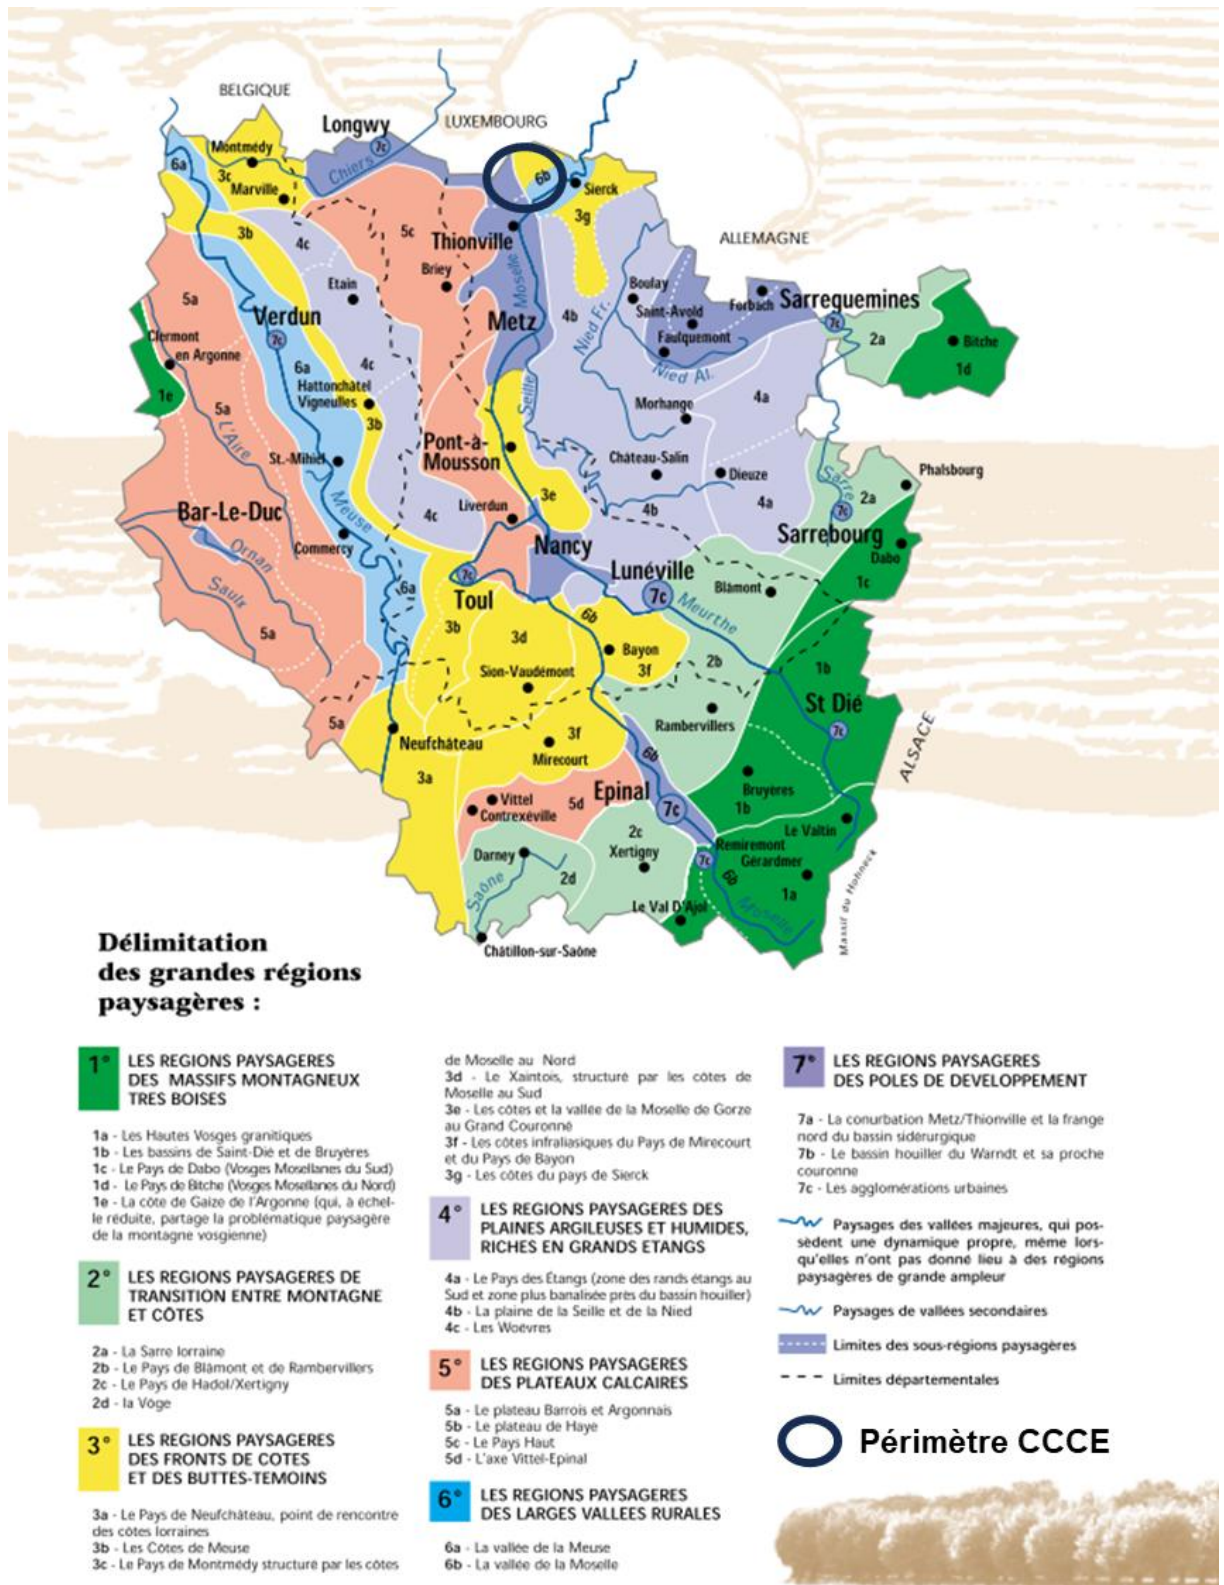 BELGIQUE
LUXEMBOURG
Longwy
7c
Chiers
Montmédy
6a
3c
Marville
6b
Sierck
3g
3b
4c
5c
Thionville
ALLEMAGNE
Briey
Etain
Moselle
Boulay
Saint-Avold
Forbach
Sarreguemines
5a
Verdun
7c
Metz
4b
Nied Fr.
Faulquemont
7c
2a
Bitche
1d
Clermont
en Argonne
6a
4c
Nied Al.
Hattonchâtel
Vigneulles
1e
5a
3b
Seille
Morhange
4a
L'Aire
St.-Mihiel
Pont-à-
Mousson
Château-Salin
Dieuze
Phalsbourg
Meuse
Liverdun
3e
4b
4a
Sarre
2a
7c
Bar-Le-Duc
4c
Sarrebourg
Ornan
Commercy
Nancy
Dabo
Saulx
6a
7c
Toul
Lunéville
7c
Blâmont
1c
Meurthe
5a
3b
3d
6b
Bayon
3f
2b
1b
Sion-Vaudémont
St Dié
7c
5a
Neufchâteau
3f
Mirecourt
Rambervillers
ALSACE
3a
6b
Epinal
7c
Bruyères
1b
Vittel
Contrexéville
5d
2c
Le Valtin
Remiremont
Gérardmer
Darney
Xertigny
7c
6b
1a
Saône
2d
Le Val D'Ajol
Moselle
Massif du Hohneck
Châtillon-sur-Saône
Délimitation
des grandes régions
paysagères :
1° LES REGIONS PAYSAGERES
DES MASSIFS MONTAGNEUX
TRES BOISES
1a - Les Hautes Vosges granitiques
1b - Les bassins de Saint-Dié et de Bruyères
1c - Le Pays de Dabo (Vosges Mosellanes du Sud)
1d - Le Pays de Bitche (Vosges Mosellanes du Nord)
1e - La côte de Gaize de l'Argonne (qui, à échel-
le réduite, partage la problématique paysagère
de la montagne vosgienne)
2° LES REGIONS PAYSAGERES DE
TRANSITION ENTRE MONTAGNE
ET CÔTES
2a - La Sarre lorraine
2b - Le Pays de Blâmont et de Rambervillers
2c - Le Pays de Hadol/Xertigny
2d - la Vôge
3° LES REGIONS PAYSAGERES
DES FRONTS DE COTES
ET DES BUTTES-TEMOINS
3a - Le Pays de Neufchâteau, point de rencontre
des côtes lorraines
3b - Les Côtes de Meuse
3c - Le Pays de Montmédy structuré par les côtes
de Moselle au Nord
3d - Le Xaintois, structuré par les côtes de
Moselle au Sud
3e - Les côtes et la vallée de la Moselle de Gorze
au Grand Couronné
3f - Les côtes infraliasiques du Pays de Mirecourt
et du Pays de Bayon
3g - Les côtes du pays de Sierck
4° LES REGIONS PAYSAGERES DES
PLAINES ARGILEUSES ET HUMIDES,
RICHES EN GRANDS ETANGS
4a - Le Pays des Étangs (zone des rands étangs au
Sud et zone plus banalisée près du bassin houiller)
4b - La plaine de la Seille et de la Nied
4c - Les Woëvres
5° LES REGIONS PAYSAGERES
DES PLATEAUX CALCAIRES
5a - Le plateau Barrois et Argonnais
5b - Le plateau de Haye
5c - Le Pays Haut
5d - L'axe Vittel-Epinal
6° LES REGIONS PAYSAGERES
DES LARGES VALLEES RURALES
6a - La vallée de la Meuse
6b - La vallée de la Moselle
7° LES REGIONS PAYSAGERES
DES POLES DE DEVELOPPEMENT
7a - La conurbation Metz/Thionville et la frange
nord du bassin sidérurgique
7b - Le bassin houiller du Warndt et sa proche
couronne
7c - Les agglomérations urbaines
Paysages des vallées majeures, qui pos-
sèdent une dynamique propre, même lors-
qu'elles n'ont pas donné lieu à des régions
paysagères de grande ampleur
Paysages de vallées secondaires
Limites des sous-régions paysagères
Limites départementales
Périmètre CCCE